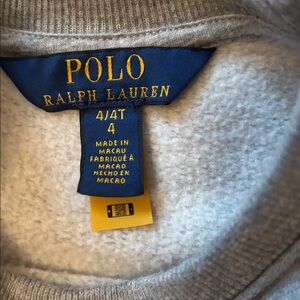 POLO
RALPH LAUREN
4/4T
4
MADE IN
MACAU
FABRIQUÉ À
MACAO
HECHO EN
MACAO